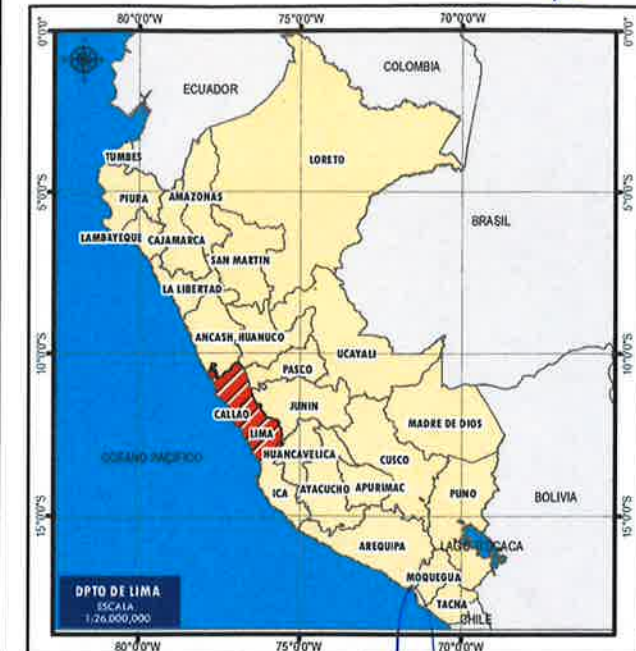 80°0'0"W 75°0'0"W 70°0'0"W
0°0'0" 0°0'0"
COLOMBIA
ECUADOR
TUMBES
LORETO
5°0'0"S 5°0'0"S
PIURA AMAZONAS
BRASIL
LAMBAYEQUE CAJAMARCA
SAN MARTIN
LA LIBERTAD
ANCASH HUANUCO
UCAYALI
10°0'0"S 10°0'0"S
PASCO
CALLAO JUNIN
MADRE DE DIOS
LIMA
HUANCAVELICA
OCEANO PACIFICO
CUSCO
ICA AYACUCHO APURIMAC PUNO
BOLIVIA
15°0'0"S 15°0'0"S
AREQUIPA
MOQUEGUA
TACNA
CHILE
DPTO DE LIMA
ESCALA
1:26,000,000
80°0'0"W 75°0'0"W 70°0'0"W